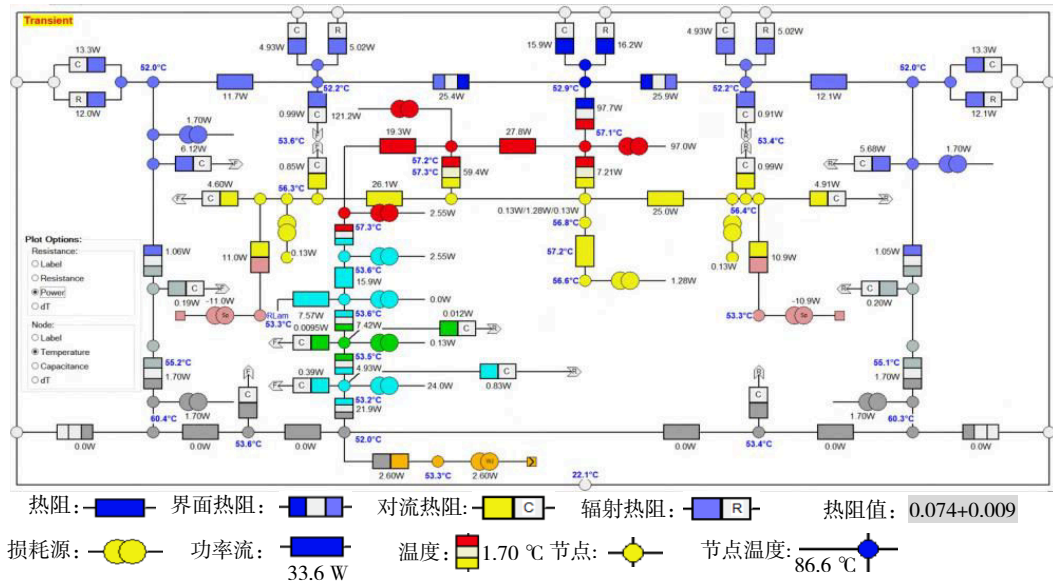 Transient
4.93W C R 5.02W 15.9W C R 16.2W 4.93W C R 5.02W
13.3W C 52.0°C 52.0°C 13.3W C
R 12.0W 11.7W 52.2°C 25.4W 52.9°C 25.9W 52.2°C 12.1W R 12.1W
0.99W C 121.2W 97.7W 0.91W C
1.70W 53.6°C 19.3W 27.8W 57.1°C 97.0W 53.4°C 5.68W 1.70W
6.12W C 0.85W C 57.2°C 57.3°C 59.4W 7.21W C 0.99W C
4.60W C 56.3°C 26.1W 25.0W 56.4°C 4.91W C
2.55W 0.13W/1.28W/0.13W
57.3°C 56.8°C
Plot Options:
Resistance:
Label
Resistance
Power
dT
Node:
Label
Temperature
Capacitance
dT
1.06W 11.0W 0.13W 2.55W 57.2°C 0.13W 10.9W 1.05W
53.6°C 15.9W 56.6°C 1.28W
C 0.19W -11.0W RLam 53.3°C 7.57W 0.0W 53.3°C -10.9W C 0.20W
53.6°C 0.012W C
0.0095W C 7.42W 0.13W
53.5°C
55.2°C 1.70W 0.39W C 4.93W 24.0W C 0.83W 55.1°C 1.70W
53.2°C
1.70W C 21.9W C 1.70W
60.4°C 53.6°C 52.0°C 53.4°C 60.3°C
0.0W 0.0W 0.0W 0.0W 0.0W 0.0W
2.60W 53.3°C 2.60W 22.1°C
热阻: 界面热阻: 对流热阻: C 辐射热阻: R 热阻值: 0.074+0.009
损耗源: 功率流: 33.6 W 温度: 1.70 ℃ 节点: 节点温度: 86.6 ℃